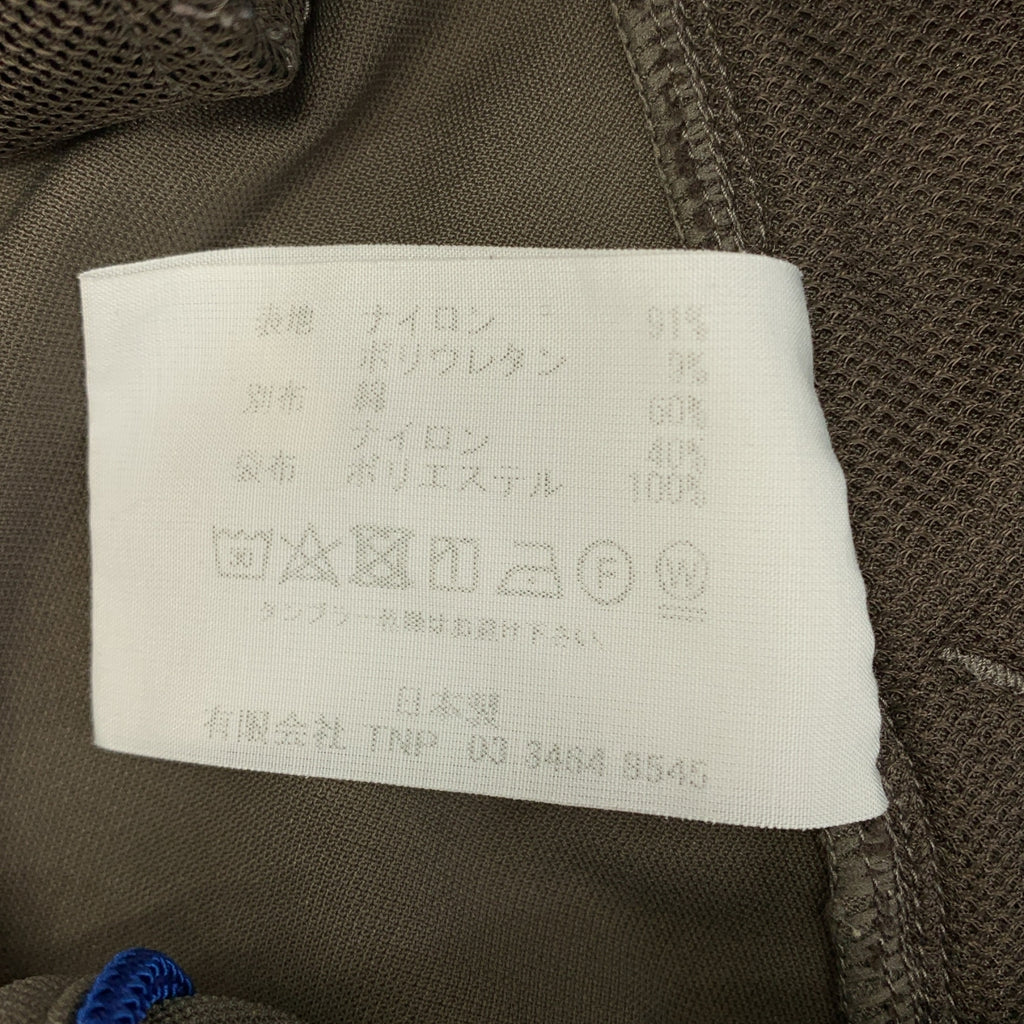 表地 ナイロン 91%
ポリウレタン 9%
別布 綿 60%
ナイロン 40%
袋布 ポリエステル 100%
F
W
タンブラー乾燥はお避け下さい
日本製
有限会社 TNP 03 3464 8545